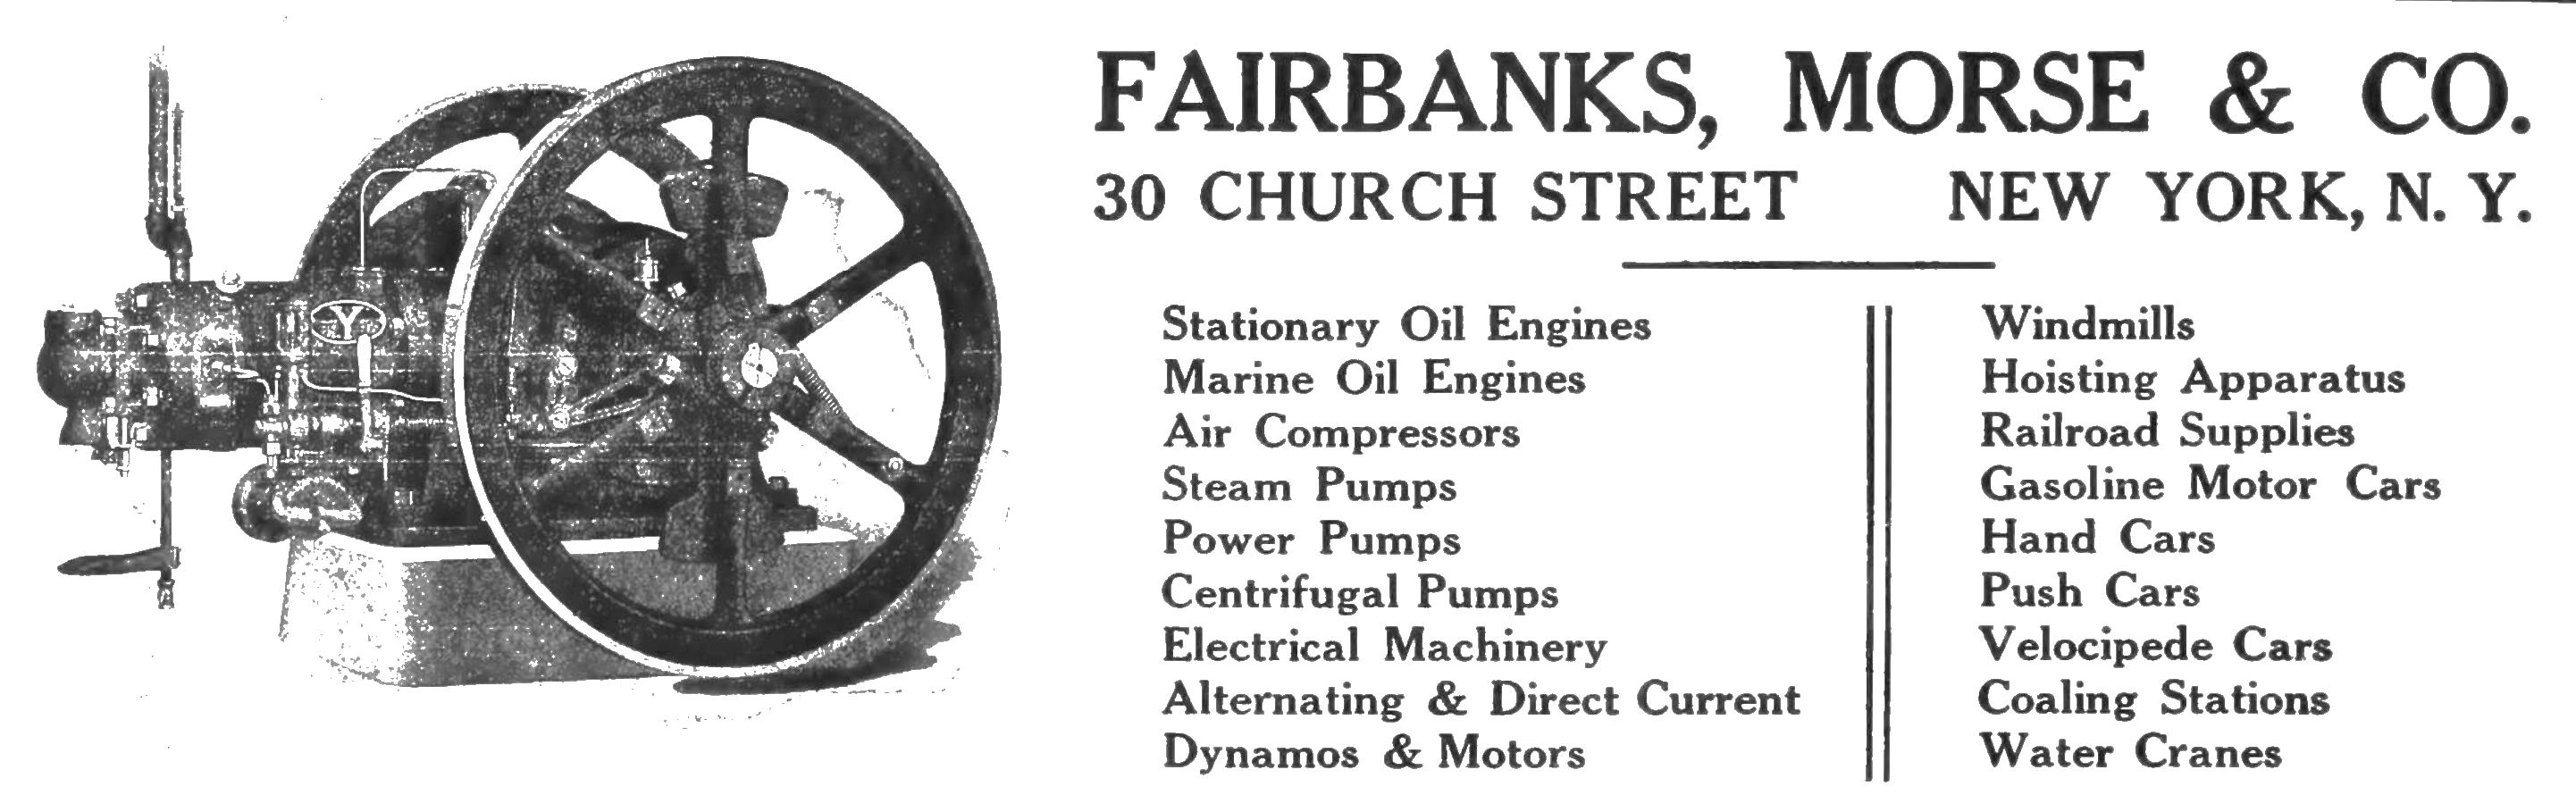 FAIRBANKS, MORSE & CO.
30 CHURCH STREET NEW YORK, N. Y.
Y
Stationary Oil Engines
Marine Oil Engines
Air Compressors
Steam Pumps
Power Pumps
Centrifugal Pumps
Electrical Machinery
Alternating & Direct Current
Dynamos & Motors
Windmills
Hoisting Apparatus
Railroad Supplies
Gasoline Motor Cars
Hand Cars
Push Cars
Velocipede Cars
Coaling Stations
Water Cranes